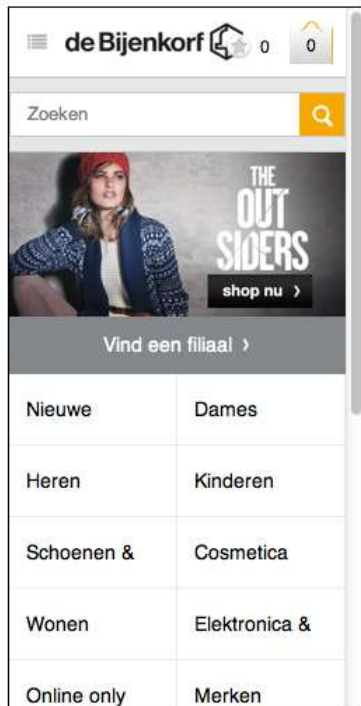 de Bijenkorf 0 0
Zoeken
THE
OUT
SIDERS
shop nu
Vind een filiaal
Nieuwe Dames
Heren Kinderen
Schoenen & Cosmetica
Wonen Elektronica &
Online only Merken